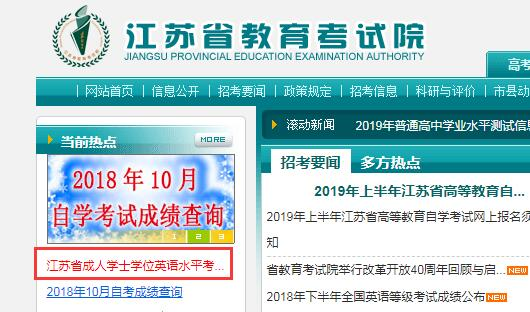 江苏省教育考试院
JIANGSU PROVINCIAL EDUCATION EXAMINATION AUTHORITY
高考
网站首页 | 信息公开 | 招考要闻 | 政策规定 | 招考信息 | 科研与评价 | 市县动
当前热点
MORE
2018年10月
自学考试成绩查询
1 2 3
江苏省成人学士学位英语水平考...
2018年10月自考成绩查询
滚动新闻
2019年普通高中学业水平测试信息
招考要闻 多方热点
2019年上半年江苏省高等教育自...
2019年上半年江苏省高等教育自学考试网上报名须
知
省教育考试院举行改革开放40周年回顾与启... NEW
2018年下半年全国英语等级考试成绩公布 NEW